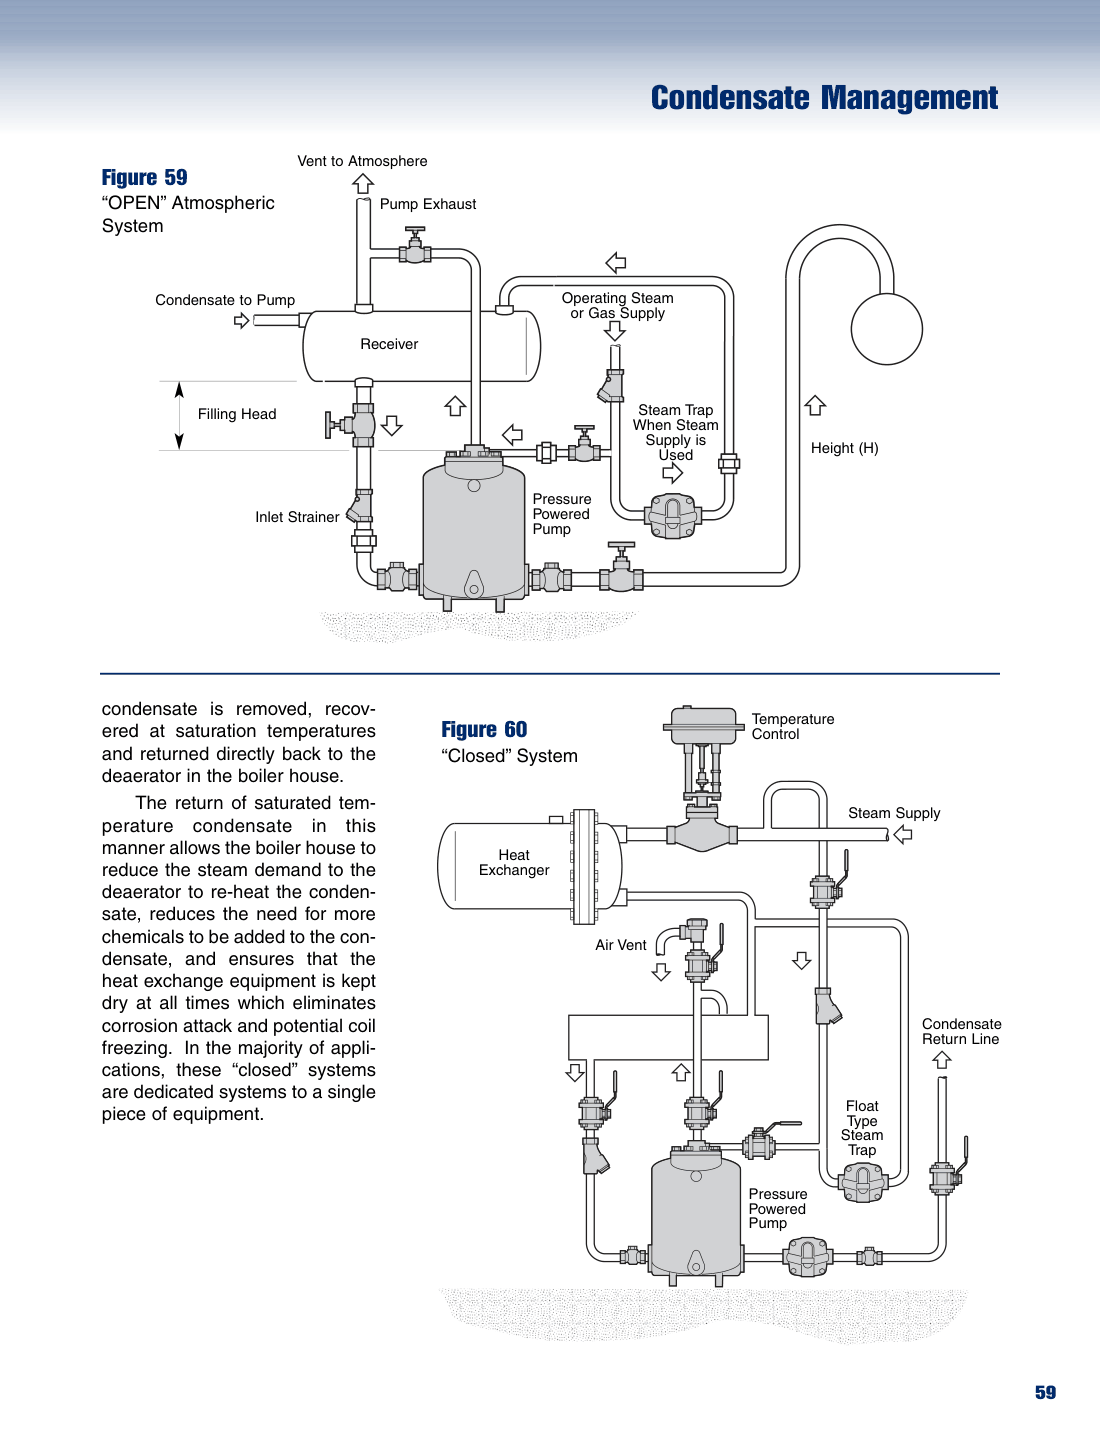 Condensate Management
Figure 59
"OPEN" Atmospheric
System
Vent to Atmosphere
Pump Exhaust
Condensate to Pump
Receiver
Operating Steam
or Gas Supply
Filling Head
Steam Trap
When Steam
Supply is
Used
Height (H)
Inlet Strainer
Pressure
Powered
Pump
condensate is removed, recov-
ered at saturation temperatures
and returned directly back to the
deaerator in the boiler house.
The return of saturated tem-
perature condensate in this
manner allows the boiler house to
reduce the steam demand to the
deaerator to re-heat the conden-
sate, reduces the need for more
chemicals to be added to the con-
densate, and ensures that the
heat exchange equipment is kept
dry at all times which eliminates
corrosion attack and potential coil
freezing. In the majority of appli-
cations, these “closed” systems
are dedicated systems to a single
piece of equipment.
Figure 60
“Closed” System
Temperature
Control
Steam Supply
Heat
Exchanger
Air Vent
Condensate
Return Line
Float
Type
Steam
Trap
Pressure
Powered
Pump
59